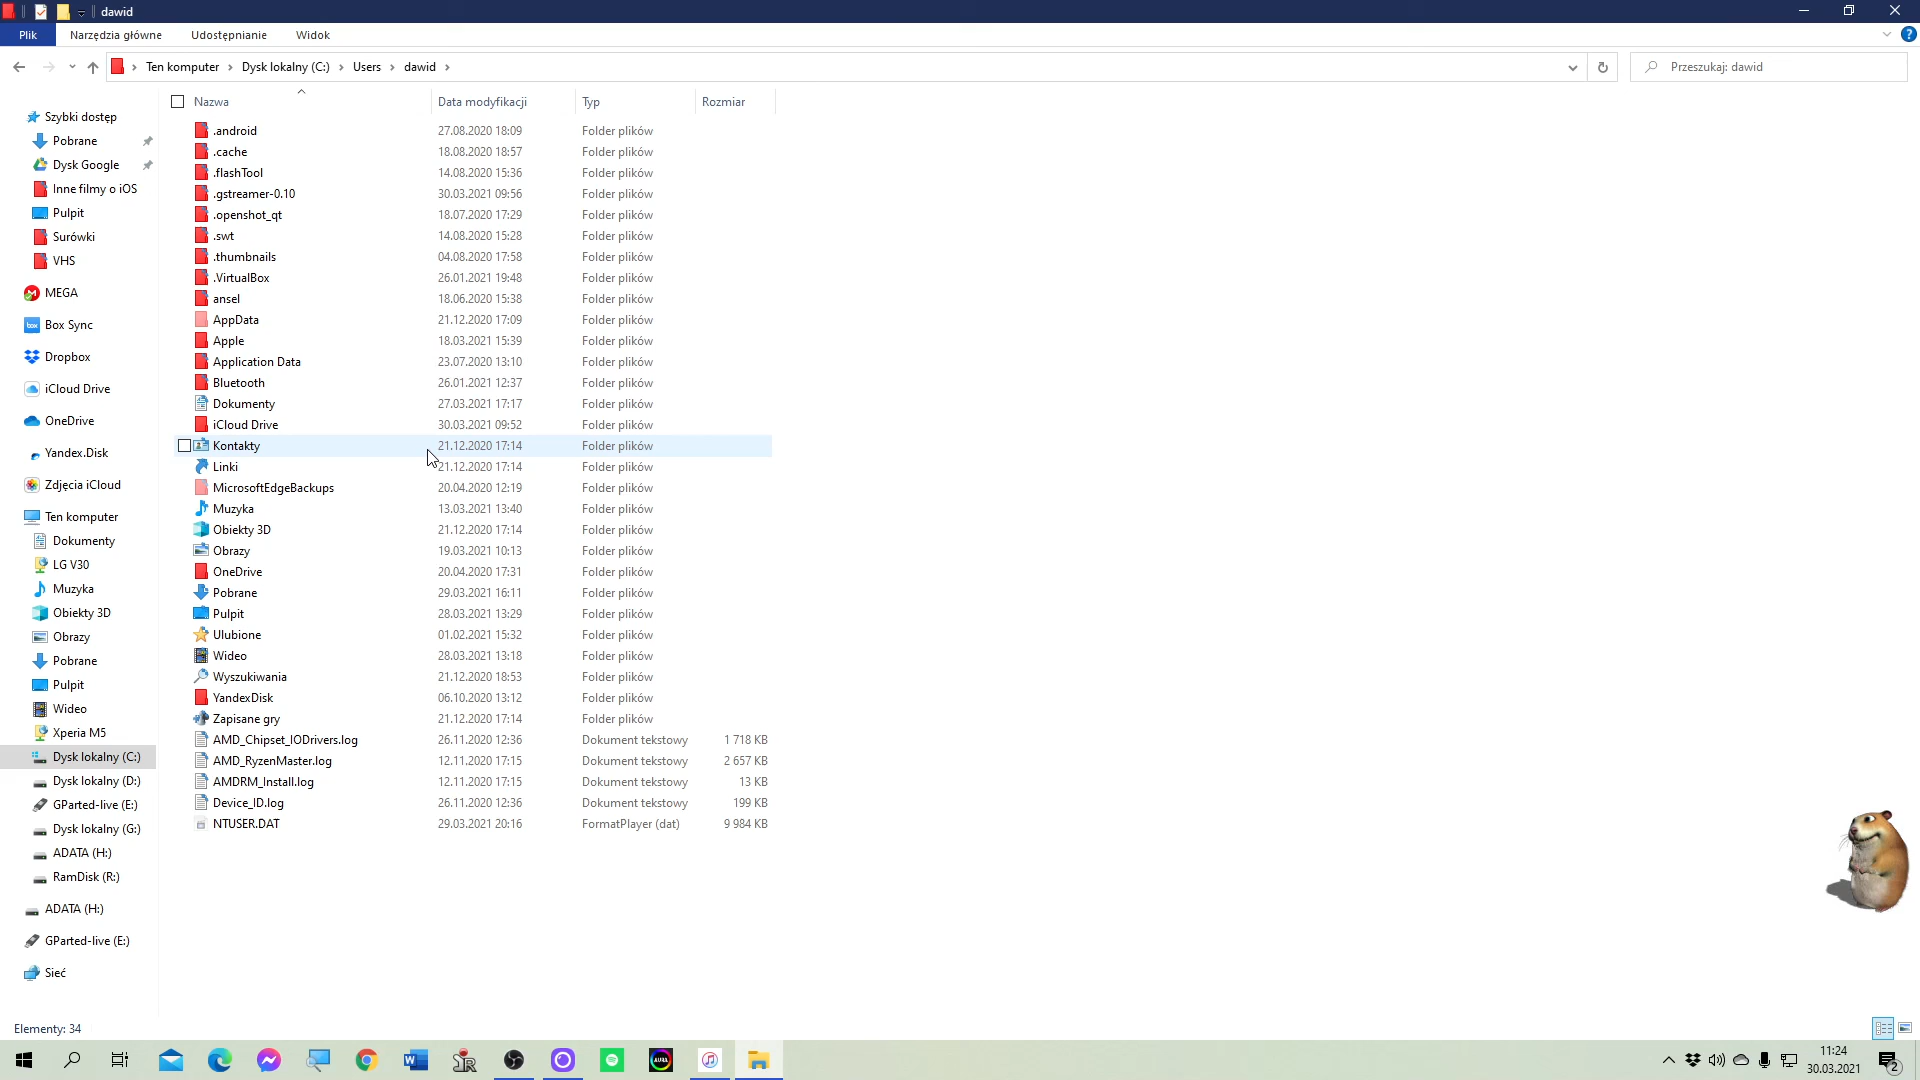 dawid
Plik Narzędzia główne Udostępnianie Widok
Ten komputer Dysk lokalny (C:) Users dawid
Przeszukaj: dawid
Nazwa Data modyfikacji Typ Rozmiar
Szybki dostęp
Pobrane
Dysk Google
Inne filmy o iOS
Pulpit
Surówki
VHS
MEGA
Box Sync
Dropbox
iCloud Drive
OneDrive
Yandex.Disk
Zdjęcia iCloud
Ten komputer
Dokumenty
LG V30
Muzyka
Obiekty 3D
Obrazy
Pobrane
Pulpit
Wideo
Xperia M5
Dysk lokalny (C:)
Dysk lokalny (D:)
GParted-live (E:)
Dysk lokalny (G:)
ADATA (H:)
RamDisk (R:)
ADATA (H:)
GParted-live (E:)
Sieć
.android 27.08.2020 18:09 Folder plików
.cache 18.08.2020 18:57 Folder plików
.flashTool 14.08.2020 15:36 Folder plików
.gstreamer-0.10 30.03.2021 09:56 Folder plików
.openshot_qt 18.07.2020 17:29 Folder plików
.swt 14.08.2020 15:28 Folder plików
.thumbnails 04.08.2020 17:58 Folder plików
.VirtualBox 26.01.2021 19:48 Folder plików
ansel 18.06.2020 15:38 Folder plików
AppData 21.12.2020 17:09 Folder plików
Apple 18.03.2021 15:39 Folder plików
Application Data 23.07.2020 13:10 Folder plików
Bluetooth 26.01.2021 12:37 Folder plików
Dokumenty 27.03.2021 17:17 Folder plików
iCloud Drive 30.03.2021 09:52 Folder plików
Kontakty 21.12.2020 17:14 Folder plików
Linki 21.12.2020 17:14 Folder plików
MicrosoftEdgeBackups 20.04.2020 12:19 Folder plików
Muzyka 13.03.2021 13:40 Folder plików
Obiekty 3D 21.12.2020 17:14 Folder plików
Obrazy 19.03.2021 10:13 Folder plików
OneDrive 20.04.2020 17:31 Folder plików
Pobrane 29.03.2021 16:11 Folder plików
Pulpit 28.03.2021 13:29 Folder plików
Ulubione 01.02.2021 15:32 Folder plików
Wideo 28.03.2021 13:18 Folder plików
Wyszukiwania 21.12.2020 18:53 Folder plików
YandexDisk 06.10.2020 13:12 Folder plików
Zapisane gry 21.12.2020 17:14 Folder plików
AMD_Chipset_IODrivers.log 26.11.2020 12:36 Dokument tekstowy 1 718 KB
AMD_RyzenMaster.log 12.11.2020 17:15 Dokument tekstowy 2 657 KB
AMDRM_Install.log 12.11.2020 17:15 Dokument tekstowy 13 KB
Device_ID.log 26.11.2020 12:36 Dokument tekstowy 199 KB
NTUSER.DAT 29.03.2021 20:16 FormatPlayer (dat) 9 984 KB
Elementy: 34
11:24
30.03.2021
2